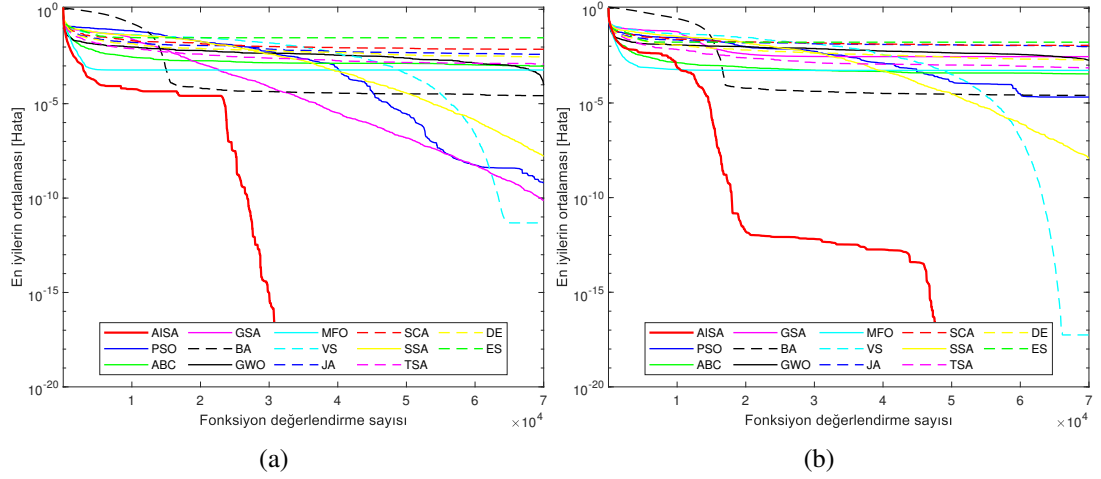 10^0
10^-5
10^-10
10^-15
10^-20
En iyilerin ortalaması [Hata]
AISA GSA MFO SCA DE
PSO BA VS SSA ES
ABC GWO JA TSA
1 2 3 4 5 6 7
Fonksiyon değerlendirme sayısı
×10^4
(a)
10^0
10^-5
10^-10
10^-15
10^-20
En iyilerin ortalaması [Hata]
AISA GSA MFO SCA DE
PSO BA VS SSA ES
ABC GWO JA TSA
1 2 3 4 5 6 7
Fonksiyon değerlendirme sayısı
×10^4
(b)